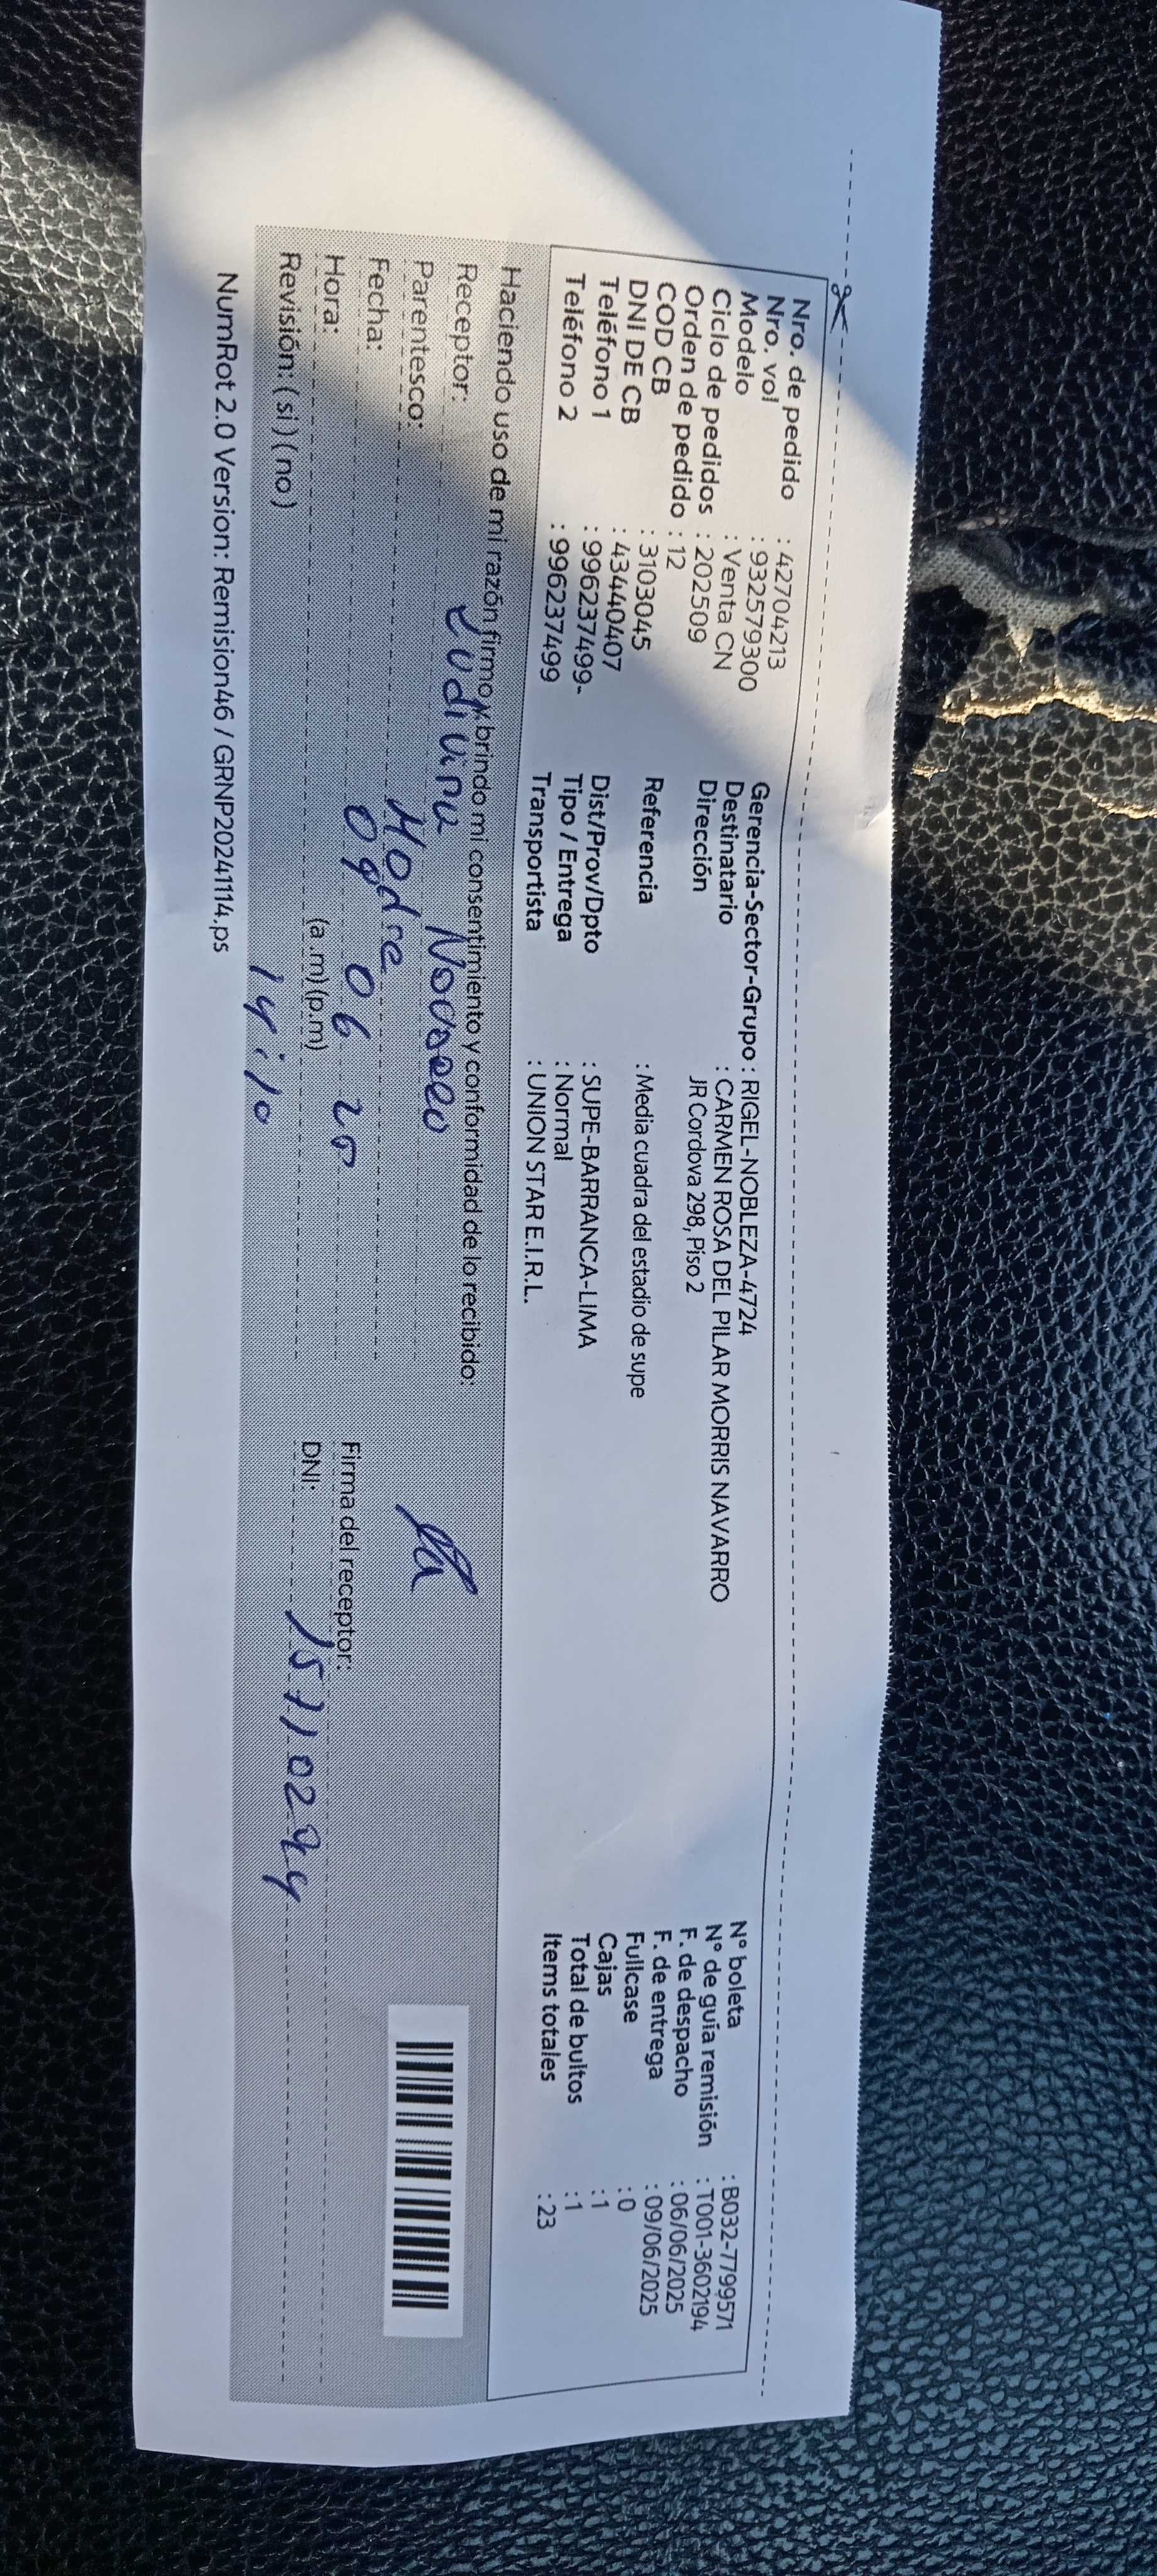 Nro. de pedido : 42704213
Nro. vol : 932579300
Modelo : Venta CN
Ciclo de pedidos : 202509
Orden de pedido : 12
COD CB : 3103045
DNI DE CB : 43440407
Teléfono 1 : 996237499-
Teléfono 2 : 996237499
Gerencia-Sector-Grupo : RIGEL-NOBLEZA-4724
Destinatario : CARMEN ROSA DEL PILAR MORRIS NAVARRO
Dirección JR Cordova 298, Piso 2
Referencia : Media cuadra del estadio de supe
Dist/Prov/Dpto : SUPE-BARRANCA-LIMA
Tipo / Entrega : Normal
Transportista : UNION STAR E.I.R.L.
N° boleta : B032-7799571
N° de guía remisión : T001-3602194
F. de despacho : 06/06/2025
F. de entrega : 09/06/2025
Fullcase : 0
Cajas : 1
Total de bultos : 1
Items totales : 23
Haciendo uso de mi razón firmo y brindo mi consentimiento y conformidad de lo recibido:
Receptor:
Parentesco: Madre
Fecha: 09 06 25
Hora: (a.m) (p.m) 14:10
Revisión: (si) (no)
Firma del receptor:
DNI:
NumRot 2.0 Version: Remision46 / GRNP20241114.ps